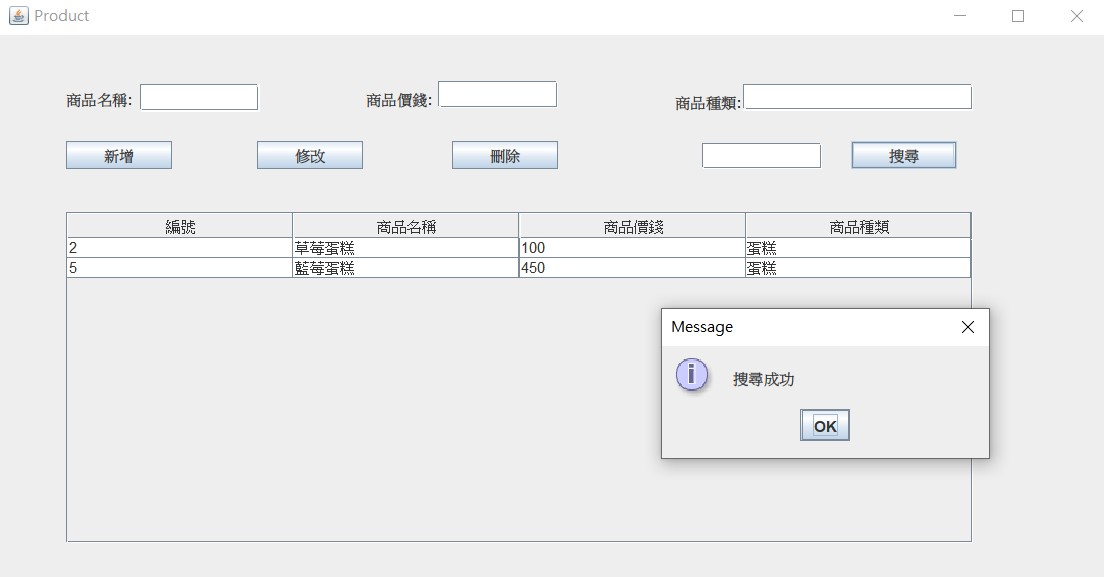 Product
商品名稱: 商品價錢: 商品種類:
新增 修改 刪除 搜尋
編號 商品名稱 商品價錢 商品種類
2 草莓蛋糕 100 蛋糕
5 藍莓蛋糕 450 蛋糕
Message
i 搜尋成功
OK